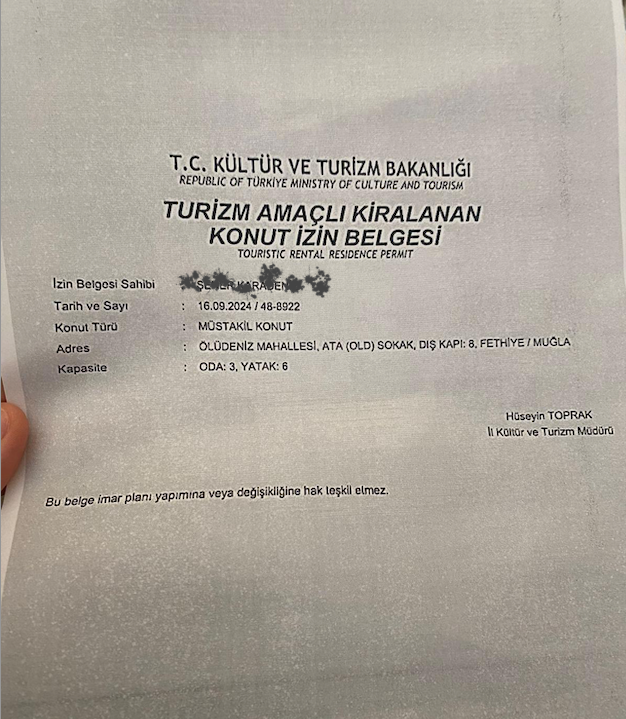 T.C. KÜLTÜR VE TURİZM BAKANLIĞI
REPUBLIC OF TÜRKİYE MINISTRY OF CULTURE AND TOURISM
TURİZM AMAÇLI KİRALANAN
KONUT İZİN BELGESİ
TOURISTIC RENTAL RESIDENCE PERMIT
İzin Belgesi Sahibi
Tarih ve Sayı : 16.09.2024 / 48-8922
Konut Türü : MÜSTAKİL KONUT
Adres : ÖLÜDENİZ MAHALLESİ, ATA (OLD) SOKAK, DIŞ KAPI: 8, FETHİYE / MUĞLA
Kapasite : ODA: 3, YATAK: 6
Hüseyin TOPRAK
İl Kültür ve Turizm Müdürü
Bu belge imar planı yapımına veya değişikliğine hak teşkil etmez.